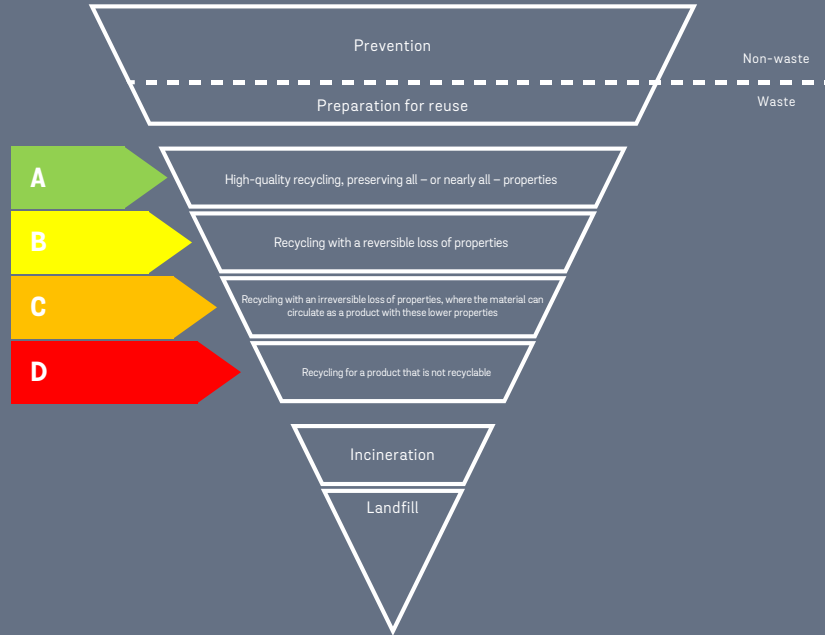 Prevention
Non-waste
Waste
Preparation for reuse
A
High-quality recycling, preserving all – or nearly all – properties
B
Recycling with a reversible loss of properties
C
Recycling with an irreversible loss of properties, where the material can
circulate as a product with these lower properties
D
Recycling for a product that is not recyclable
Incineration
Landfill